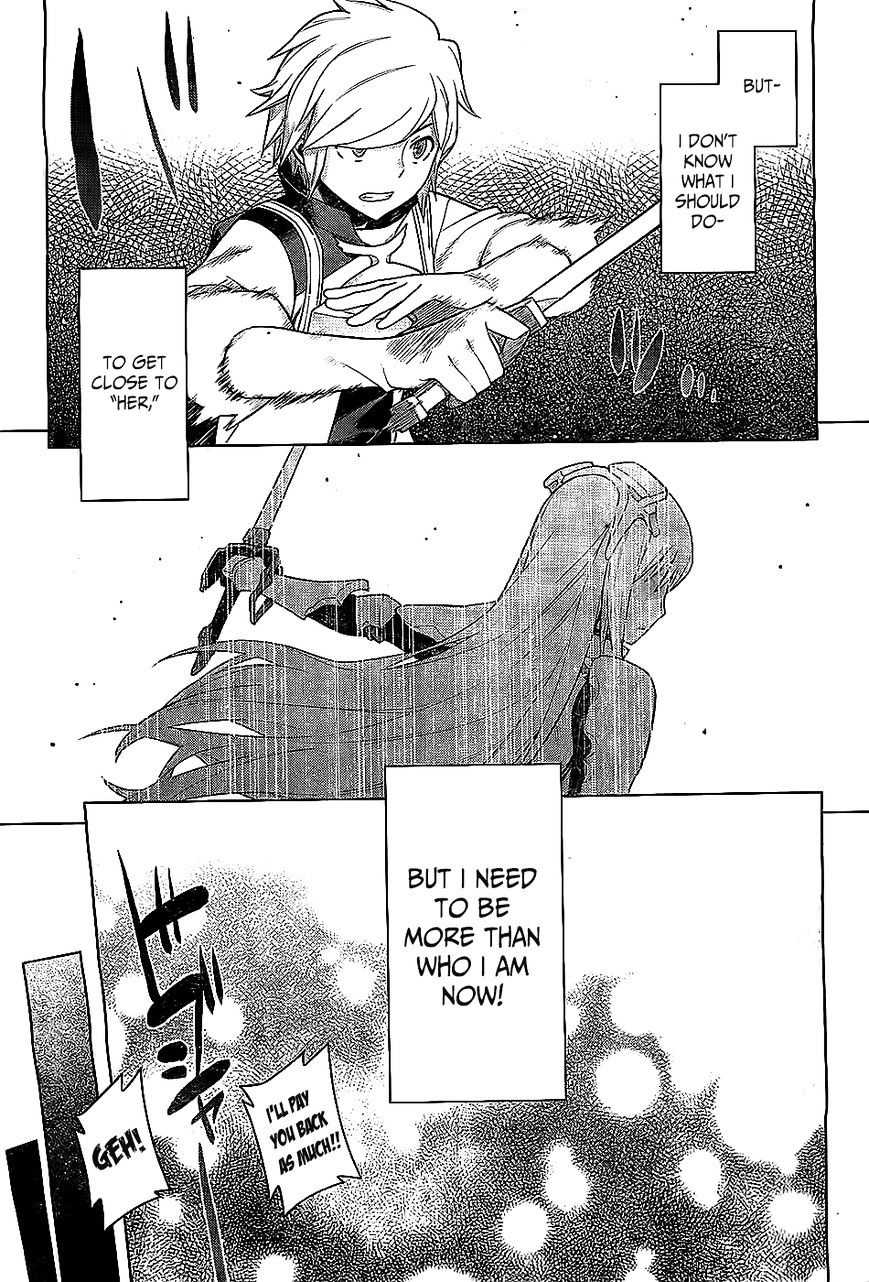 BUT-
I DON'T
KNOW
WHAT I
SHOULD
DO-
TO GET
CLOSE TO
"HER,"
BUT I NEED
TO BE
MORE THAN
WHO I AM
NOW!
I'LL PAY
YOU BACK
AS MUCH!!
GEH!